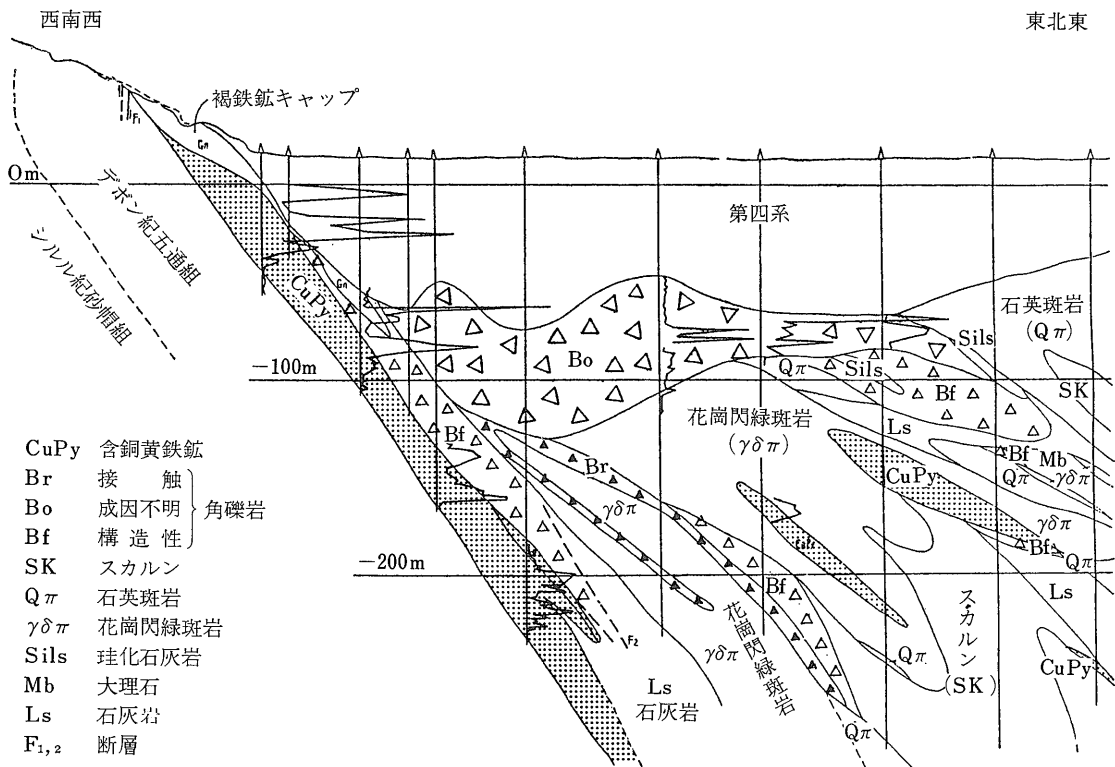 西南西
東北東
褐鉄鉱キャップ
F₁
Gn
0m
デボン紀五通組
シルル紀砂帽組
CuPy
Gn
第四系
石英斑岩
(Qπ)
Sils
Bo
-100m
Qπ
Sils
Bf
SK
花崗閃緑斑岩
(γδπ)
Ls
Bf
Br
CuPy
Bf
Mb
Qπ
γδπ
γδπ
γδπ
Bf
Qπ
-200m
Bf
Ls
F₂
γδπ
花崗閃緑斑岩
Qπ
スカルン
(SK)
CuPy
Ls
石灰岩
Qπ
CuPy 含銅黄鉄鉱
Br 接触
Bo 成因不明 角礫岩
Bf 構造性
SK スカルン
Qπ 石英斑岩
γδπ 花崗閃緑斑岩
Sils 珪化石灰岩
Mb 大理石
Ls 石灰岩
F₁,₂ 断層